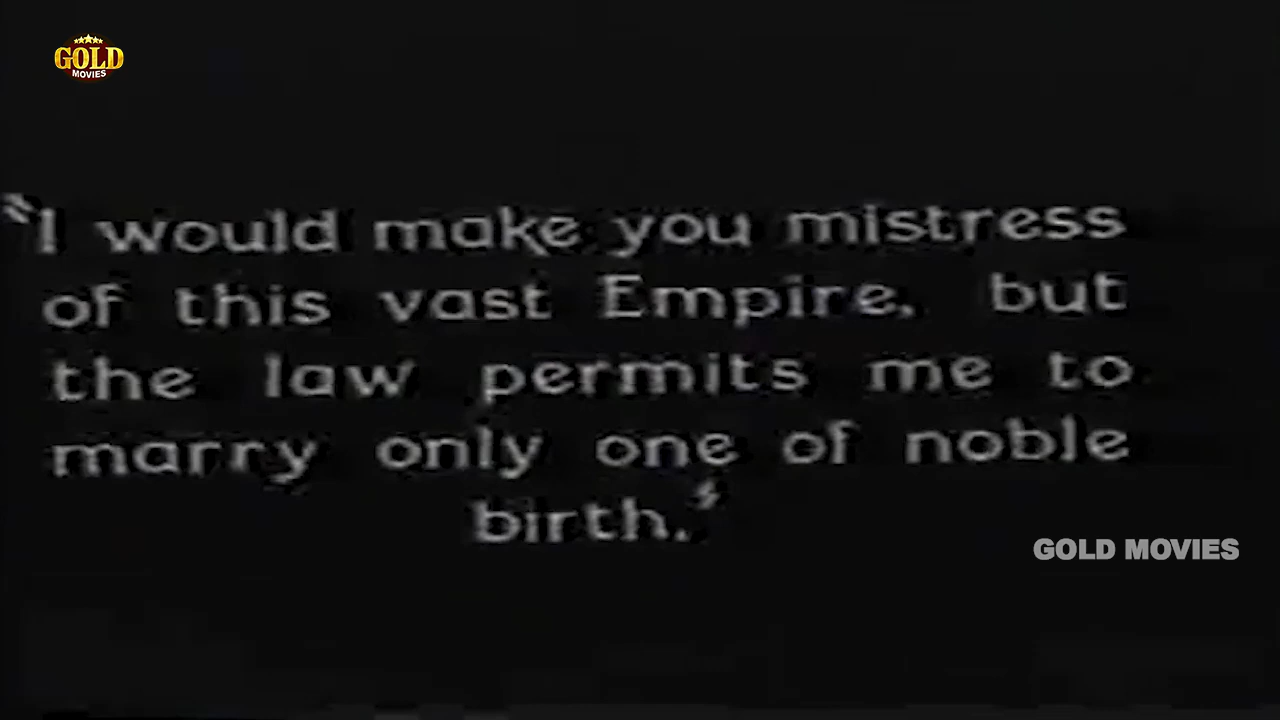 GOLD
MOVIES
"I would make you mistress
of this vast Empire, but
the law permits me to
marry only one of noble
birth."
GOLD MOVIES